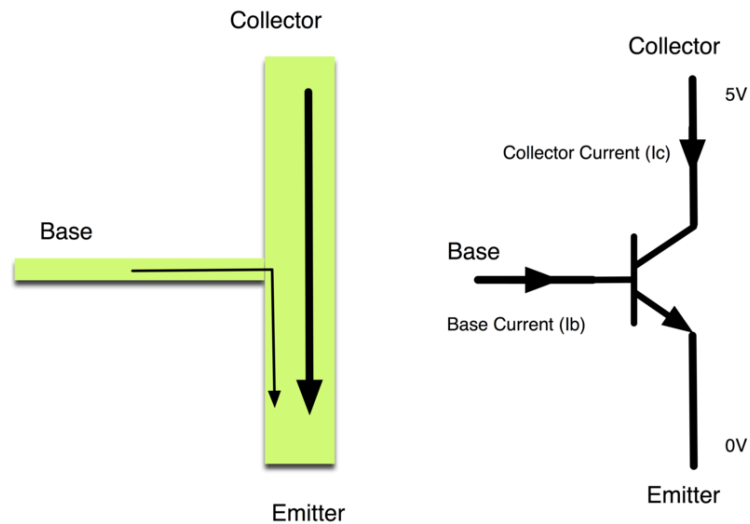 Collector
Base
Emitter
Collector
5V
Collector Current (Ic)
Base
Base Current (Ib)
0V
Emitter